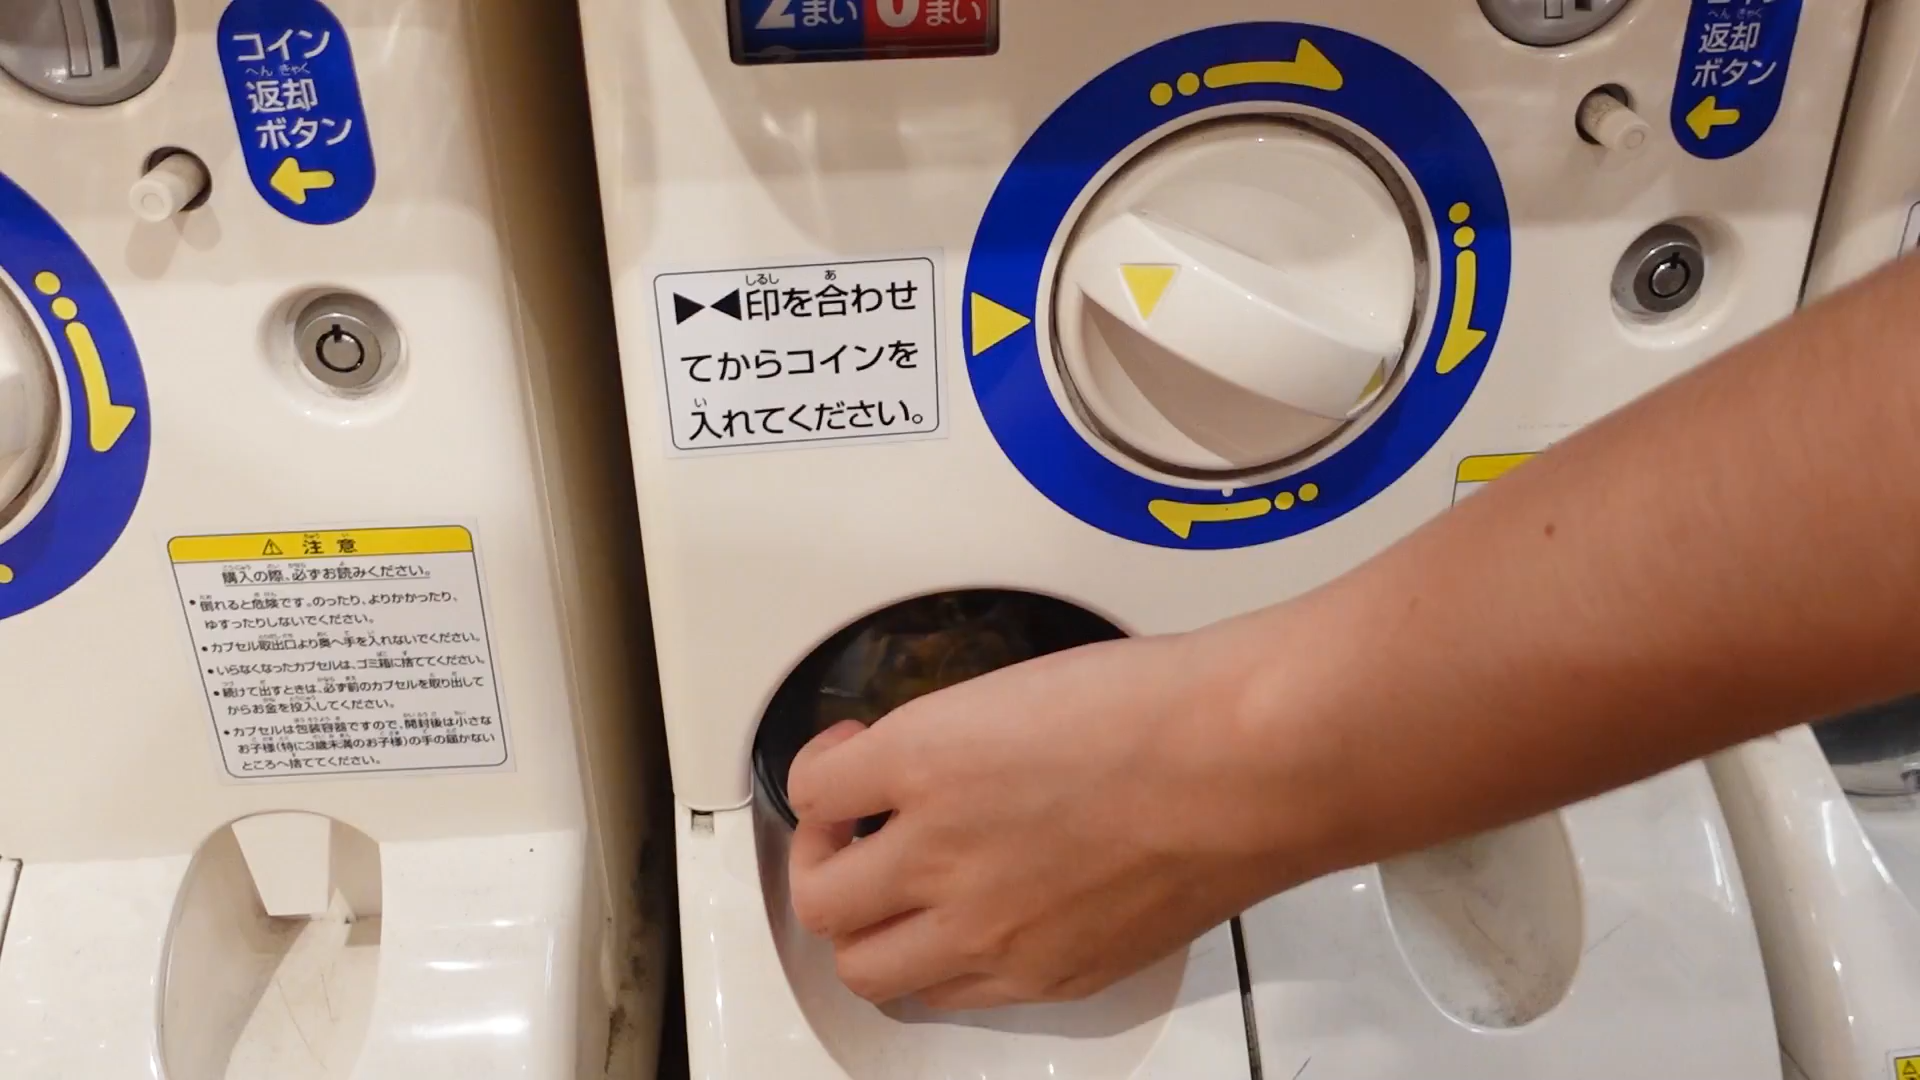 コイン
返却
ボタン
2まい 0まい
返却
ボタン
▶◀印を合わせ
てからコインを
入れてください。
⚠ 注意
購入の際、必ずお読みください。
・倒れると危険です。のったり、よりかかったり、
ゆすったりしないでください。
・カプセル取出口より奥へ手を入れないでください。
・いらなくなったカプセルは、ゴミ箱に捨ててください。
・続けて出すときは、必ず前のカプセルを取り出して
からお金を投入してください。
・カプセルは包装容器ですので、開封後は小さな
お子様(特に3歳未満のお子様)の手の届かない
ところへ捨ててください。